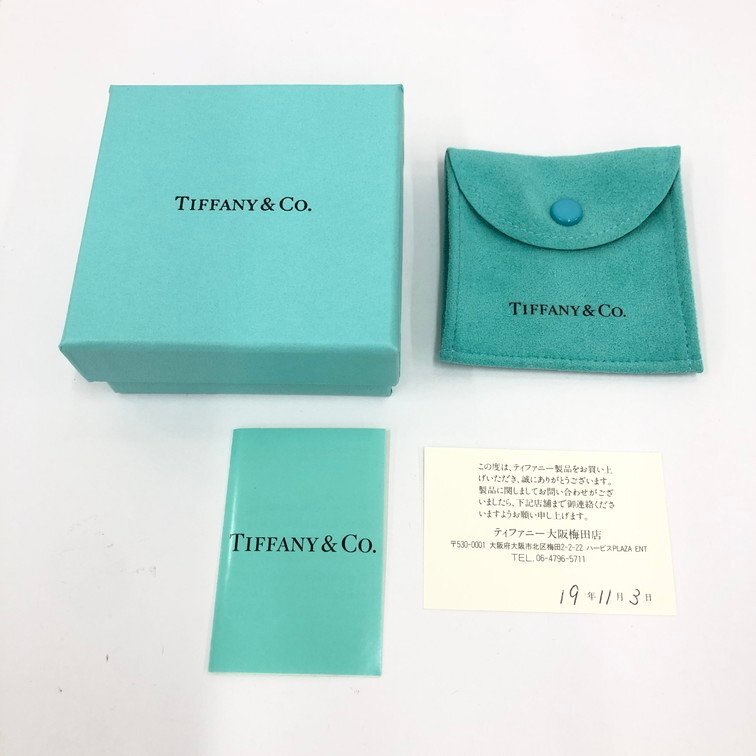 TIFFANY & CO.
TIFFANY & CO.
TIFFANY & CO.
この度は、ティファニー製品をお買い上
げいただき、誠にありがとうございます。
製品に関しましてお問い合わせがござ
いましたら、下記店舗まで御連絡くださ
いますようお願い申し上げます。
ティファニー大阪梅田店
〒530-0001 大阪府大阪市北区梅田2-2-22 ハービスPLAZA ENT
TEL. 06-4796-5711
19年11月3日